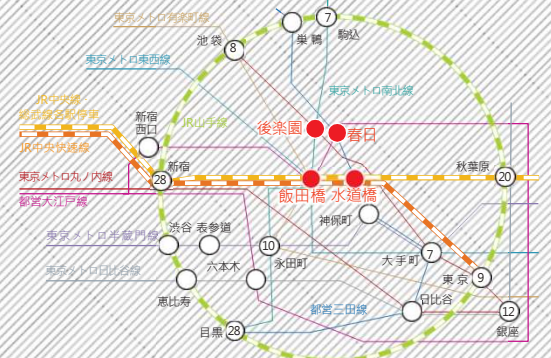 東京メトロ有楽町線
池袋
8
巣鴨
7
駒込
東京メトロ東西線
東京メトロ南北線
JR中央線
総武線各駅停車
新宿
西口
JR山手線
後楽園
春日
JR中央快速線
28
新宿
秋葉原
20
東京メトロ丸ノ内線
都営大江戸線
飯田橋
水道橋
神保町
渋谷
表参道
東京メトロ半蔵門線
10
永田町
大手町
7
六本木
東京メトロ日比谷線
東京
9
恵比寿
日比谷
都営三田線
目黒
28
12
銀座